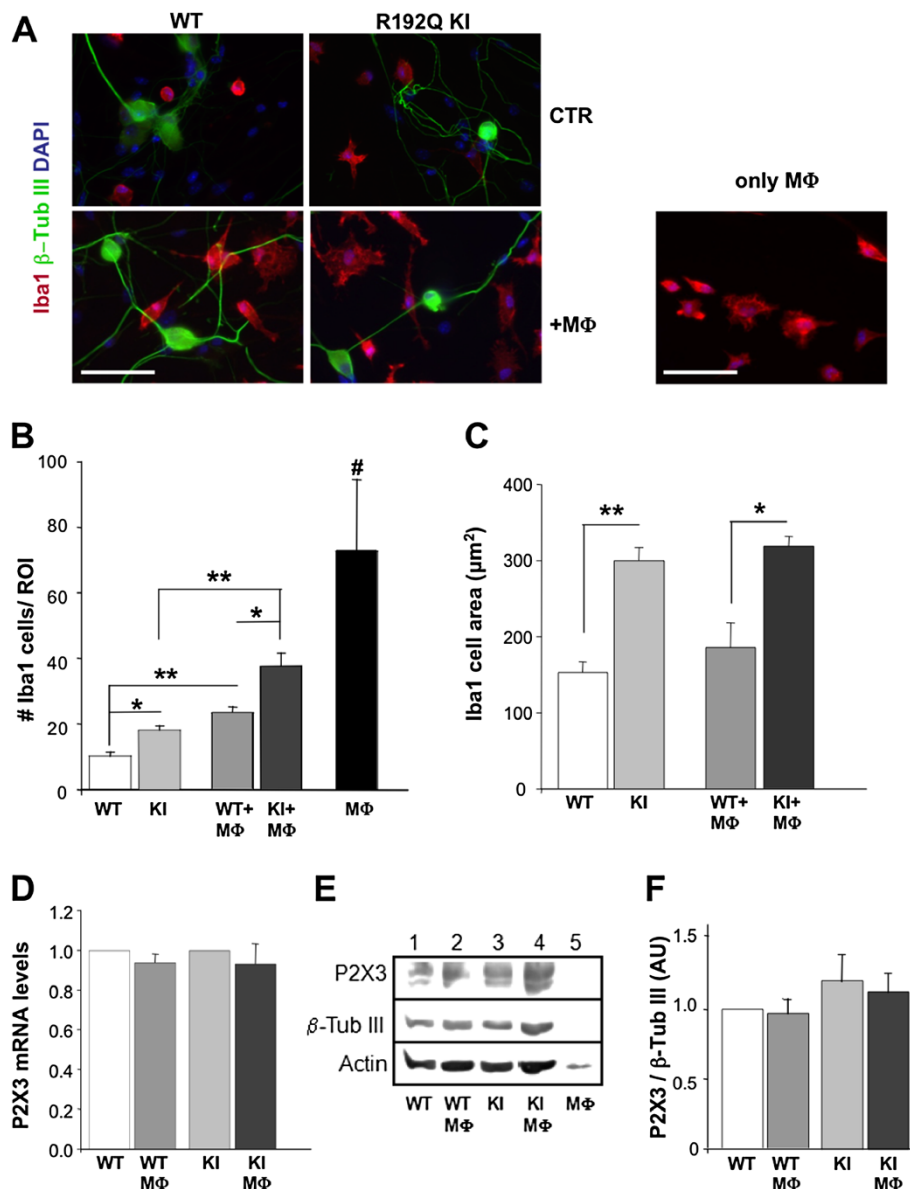 A
WT
R192Q KI
Iba1 β–Tub III DAPI
CTR
only MΦ
+MΦ
B
# Iba1 cells/ ROI
100
80
60
40
20
0
#
**
*
**
*
WT
KI
WT+ MΦ
KI+ MΦ
MΦ
C
Iba1 cell area (µm²)
400
300
200
100
0
**
*
WT
KI
WT+ MΦ
KI+ MΦ
D
P2X3 mRNA levels
1.2
1.0
0.8
0.6
0.4
0.2
0.0
WT
WT MΦ
KI
KI MΦ
E
1 2 3 4 5
P2X3
β-Tub III
Actin
WT
WT MΦ
KI
KI MΦ
MΦ
F
P2X3 / β-Tub III (AU)
1.5
1.0
0.5
0
WT
WT MΦ
KI
KI MΦ